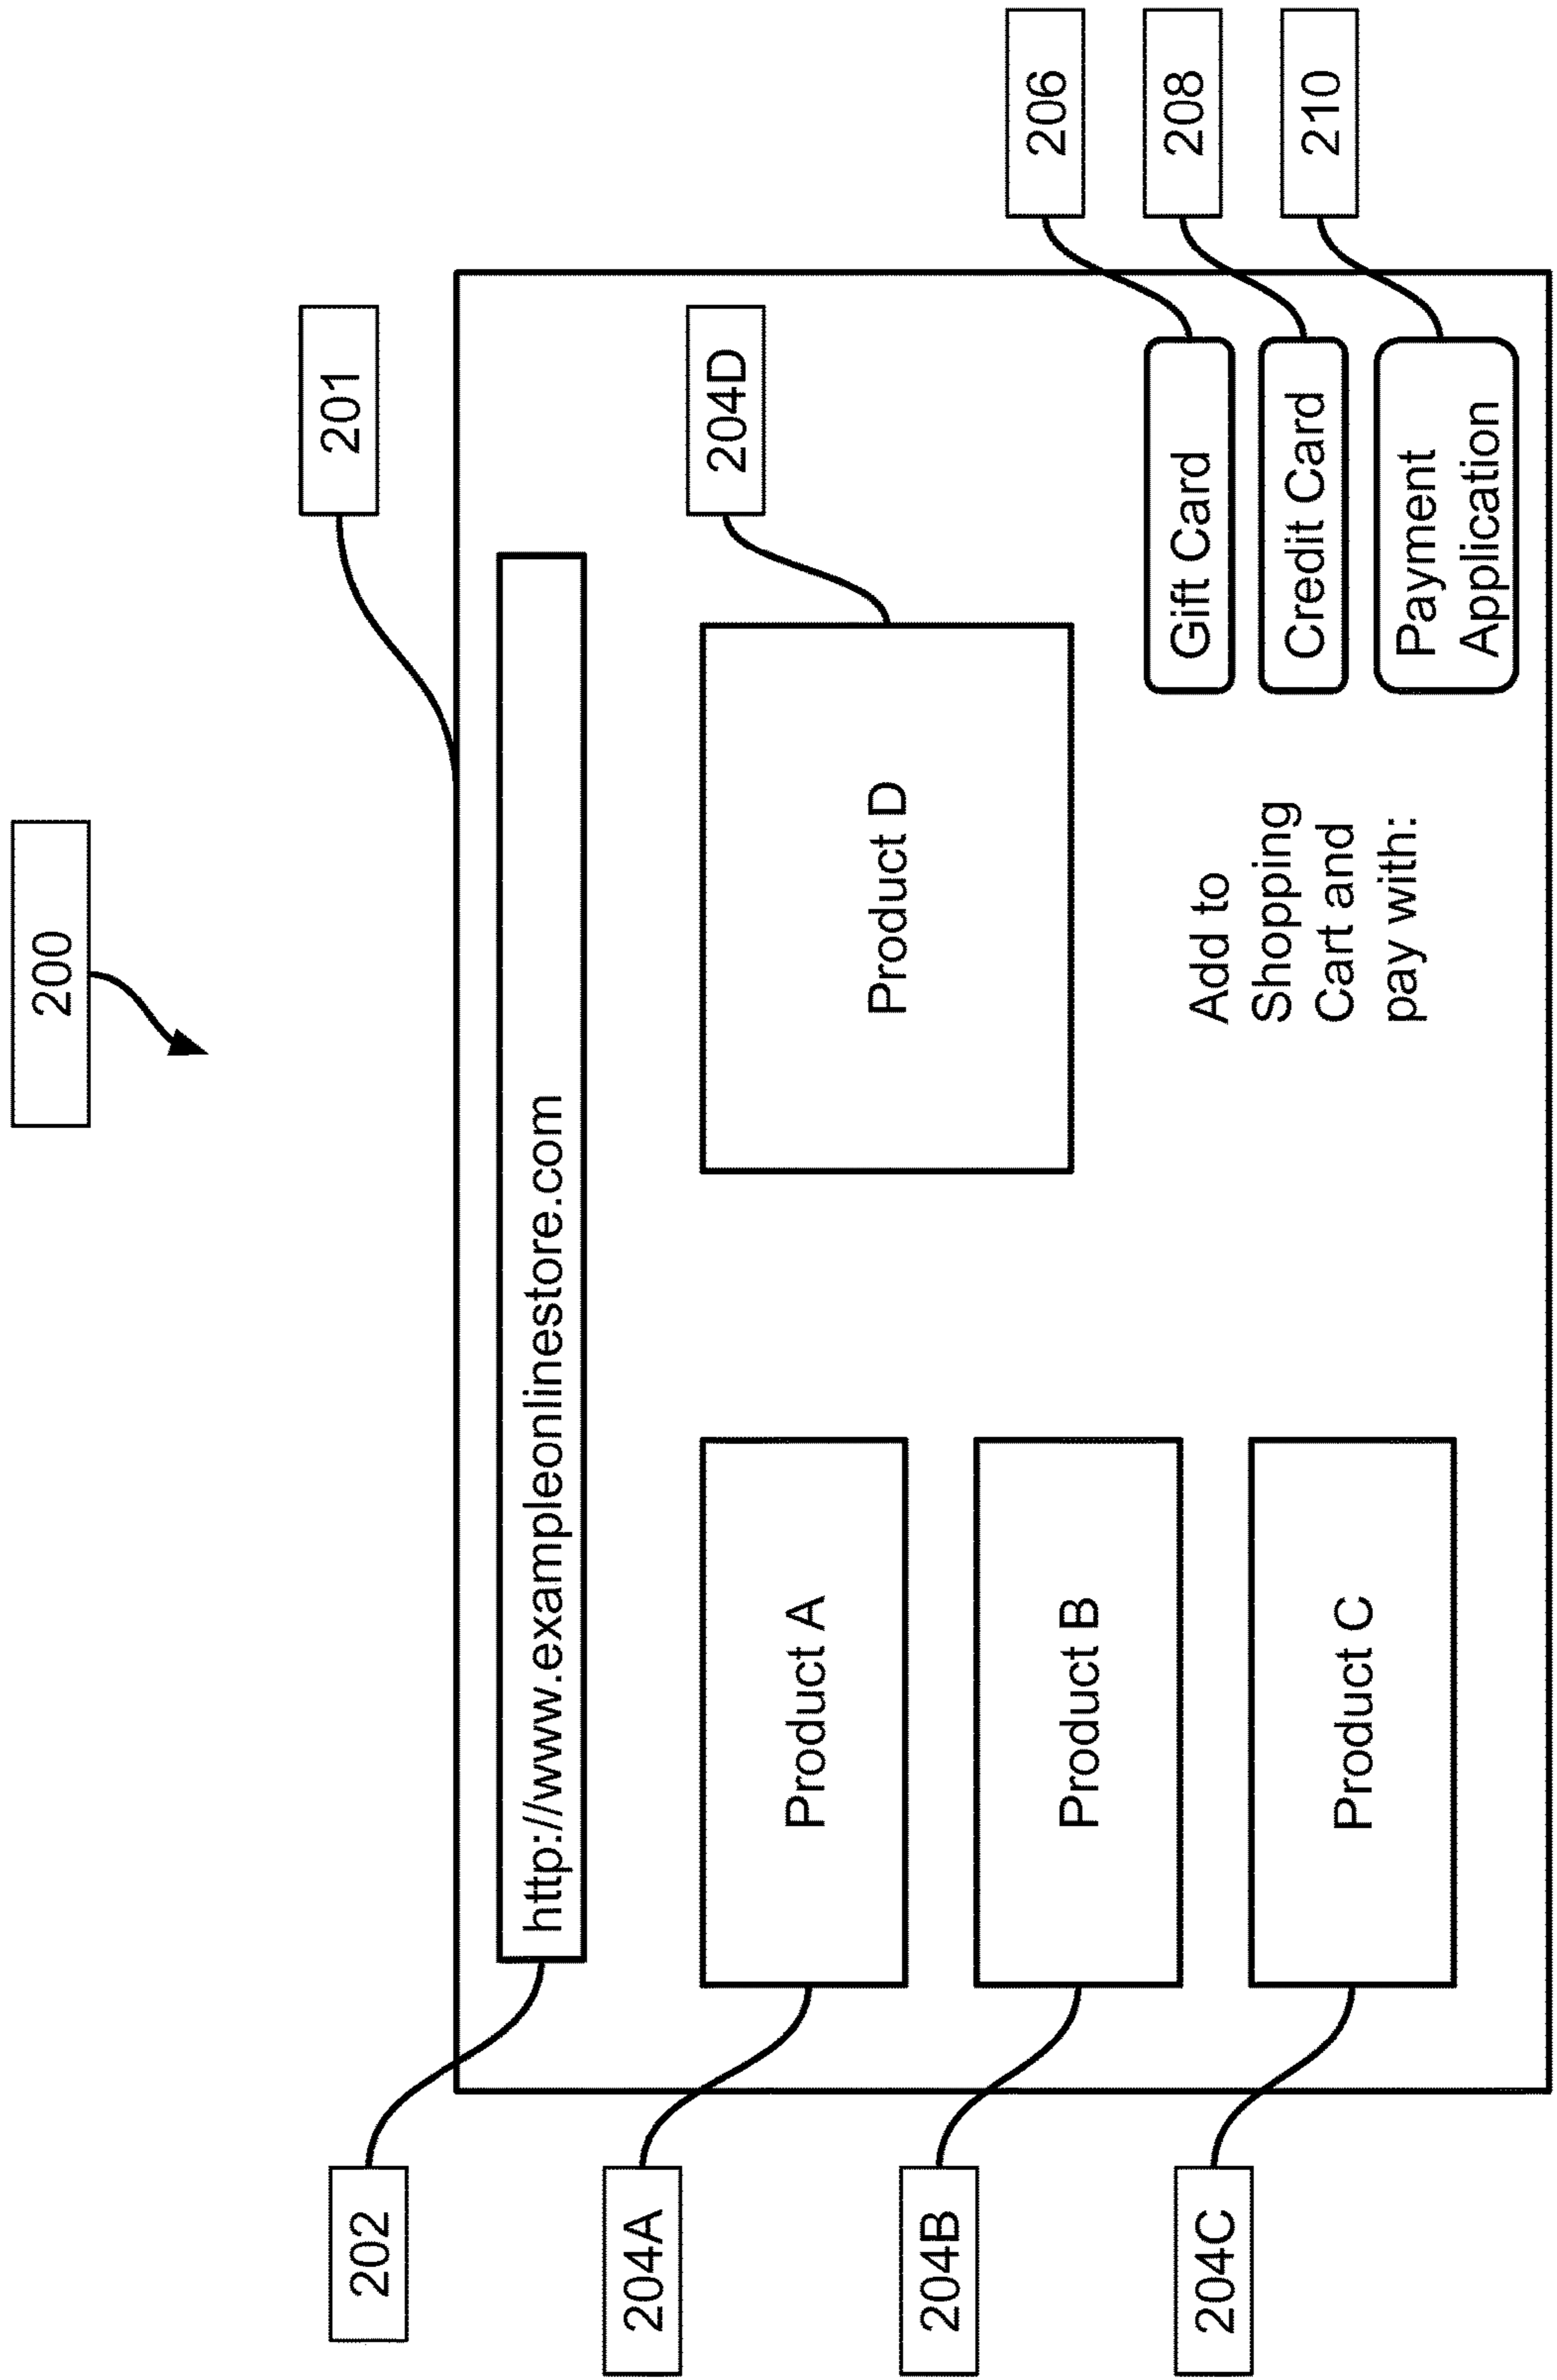 200
201
202
http://www.exampleonlinestore.com
204A
Product A
204B
Product B
204C
Product C
204D
Product D
Add to
Shopping
Cart and
pay with:
Gift Card
206
Credit Card
208
Payment
Application
210